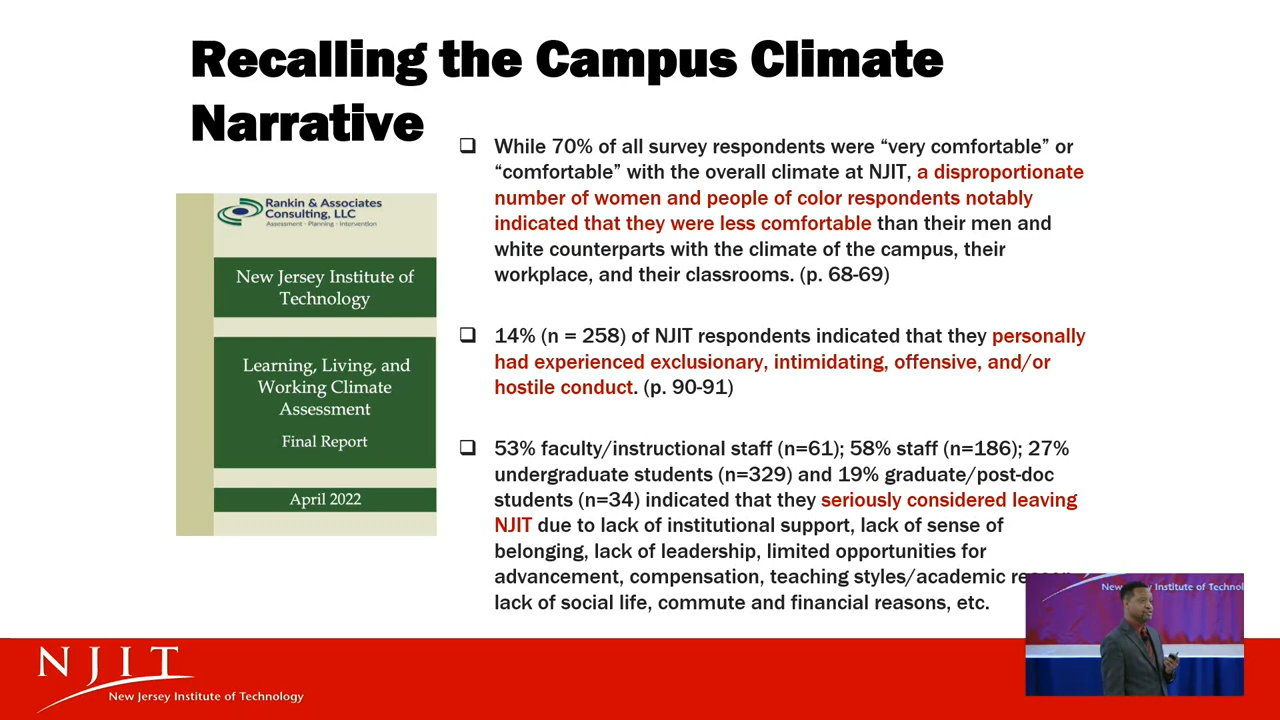 Recalling the Campus Climate
Narrative
Rankin & Associates
Consulting, LLC
Assessment · Planning · Intervention
New Jersey Institute of
Technology
Learning, Living, and
Working Climate
Assessment
Final Report
April 2022
❑ While 70% of all survey respondents were “very comfortable” or
“comfortable” with the overall climate at NJIT, a disproportionate
number of women and people of color respondents notably
indicated that they were less comfortable than their men and
white counterparts with the climate of the campus, their
workplace, and their classrooms. (p. 68-69)
❑ 14% (n = 258) of NJIT respondents indicated that they personally
had experienced exclusionary, intimidating, offensive, and/or
hostile conduct. (p. 90-91)
❑ 53% faculty/instructional staff (n=61); 58% staff (n=186); 27%
undergraduate students (n=329) and 19% graduate/post-doc
students (n=34) indicated that they seriously considered leaving
NJIT due to lack of institutional support, lack of sense of
belonging, lack of leadership, limited opportunities for
advancement, compensation, teaching styles/academic
lack of social life, commute and financial reasons, etc.
NJIT
New Jersey Institute of Technology
Institute of